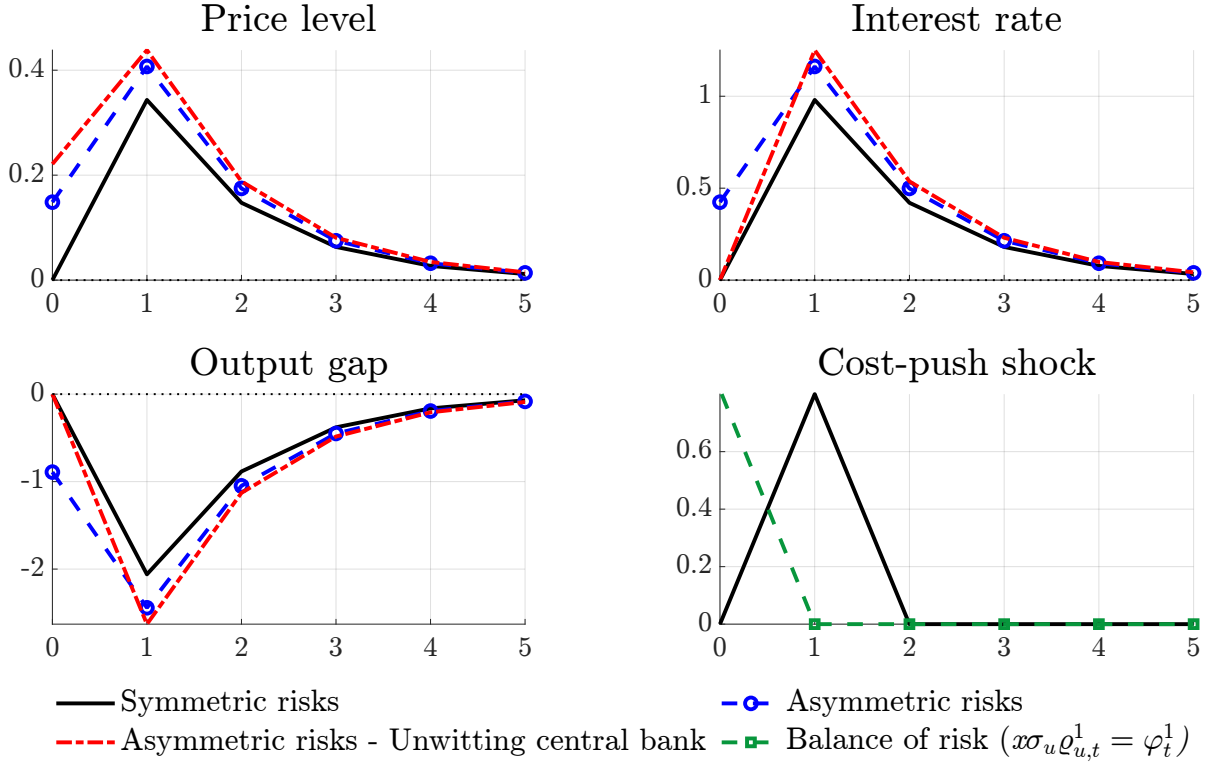 Price level
0.4
0.2
0
0 1 2 3 4 5
Interest rate
1
0.5
0
0 1 2 3 4 5
Output gap
0
-1
-2
0 1 2 3 4 5
Cost-push shock
0.6
0.4
0.2
0
0 1 2 3 4 5
Symmetric risks
Asymmetric risks
Asymmetric risks - Unwitting central bank
Balance of risk (xσ_u ϱ^1_{u,t} = φ^1_t)